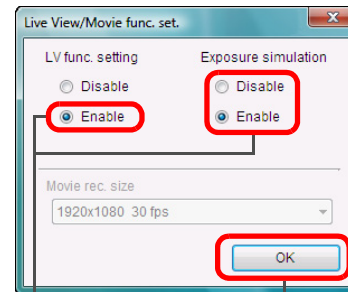 Live View/Movie func. set.
LV func. setting Exposure simulation
Disable Disable
Enable Enable
Movie rec. size
1920x1080 30 fps
OK